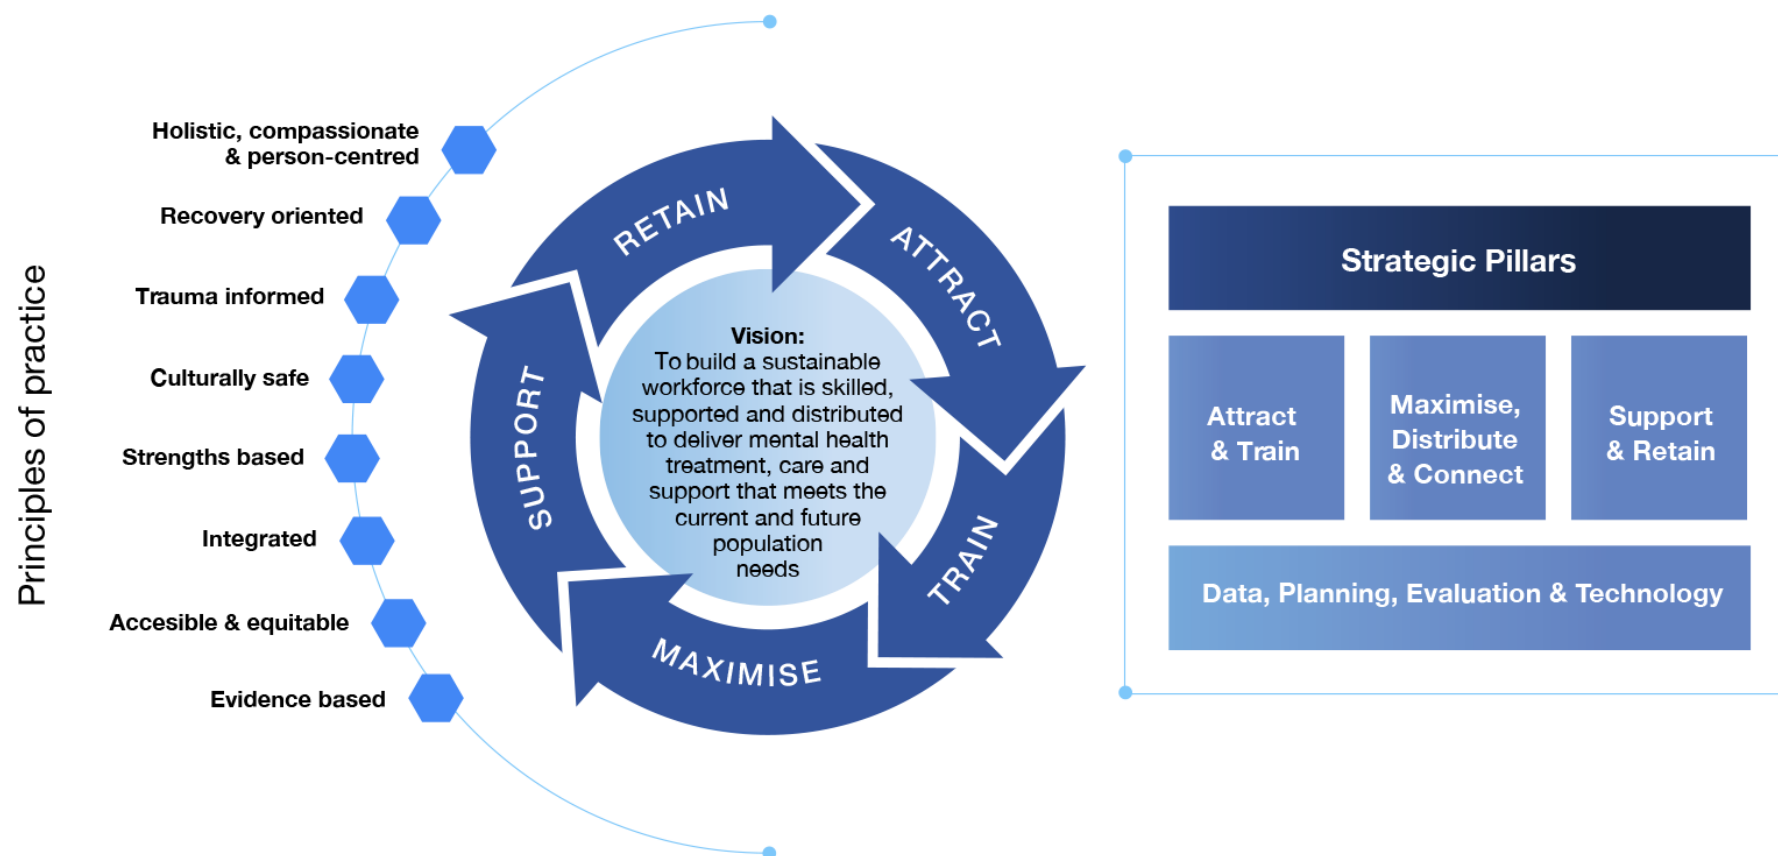 Principles of practice
Holistic, compassionate
& person-centred
Recovery oriented
Trauma informed
Culturally safe
Strengths based
Integrated
Accesible & equitable
Evidence based
RETAIN
ATTRACT
TRAIN
MAXIMISE
SUPPORT
Vision:
To build a sustainable
workforce that is skilled,
supported and distributed
to deliver mental health
treatment, care and
support that meets the
current and future
population
needs
Strategic Pillars
Attract
& Train
Maximise,
Distribute
& Connect
Support
& Retain
Data, Planning, Evaluation & Technology